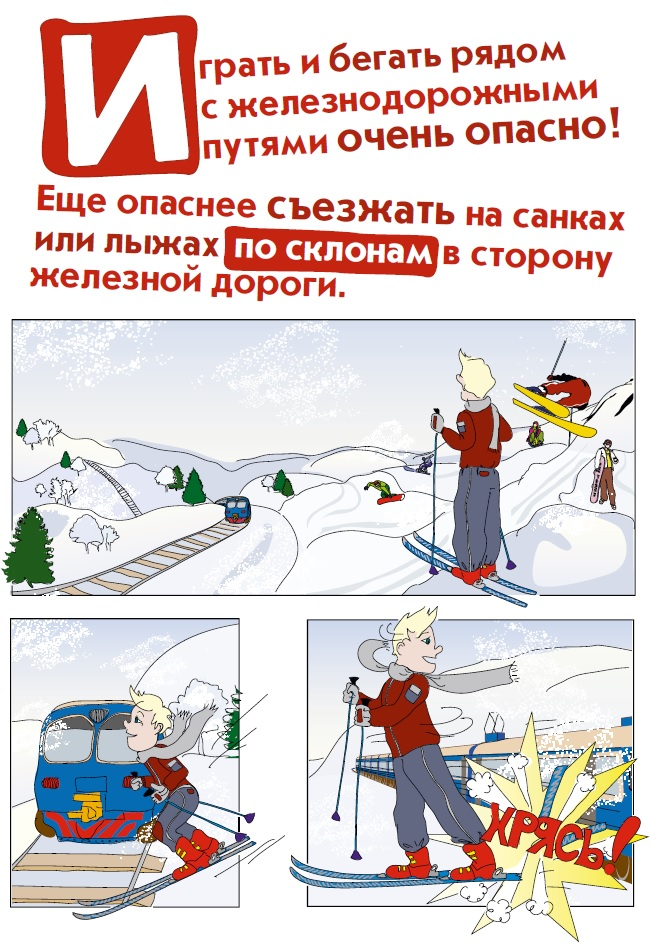 Играть и бегать рядом
с железнодорожными
путями очень опасно!
Еще опаснее съезжать на санках
или лыжах по склонам в сторону
железной дороги.
ХРЯСЬ!